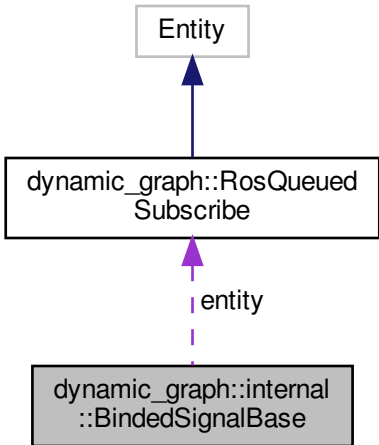 Entity
dynamic_graph::RosQueued
Subscribe
entity
dynamic_graph::internal
::BindedSignalBase